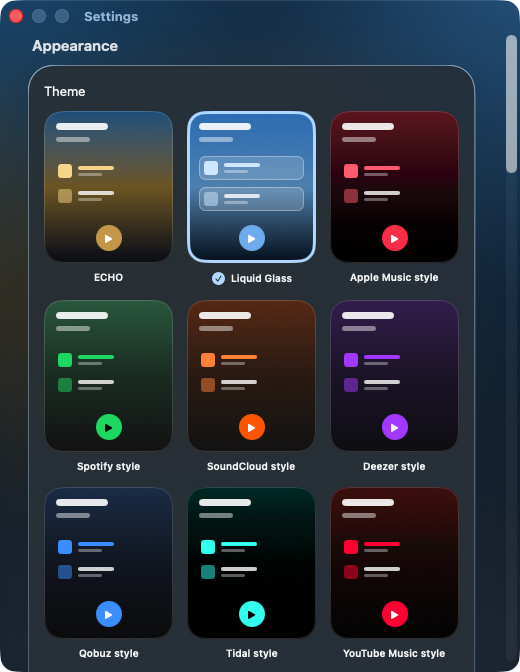 Settings
Appearance
Theme
ECHO
Liquid Glass
Apple Music style
Spotify style
SoundCloud style
Deezer style
Qobuz style
Tidal style
YouTube Music style